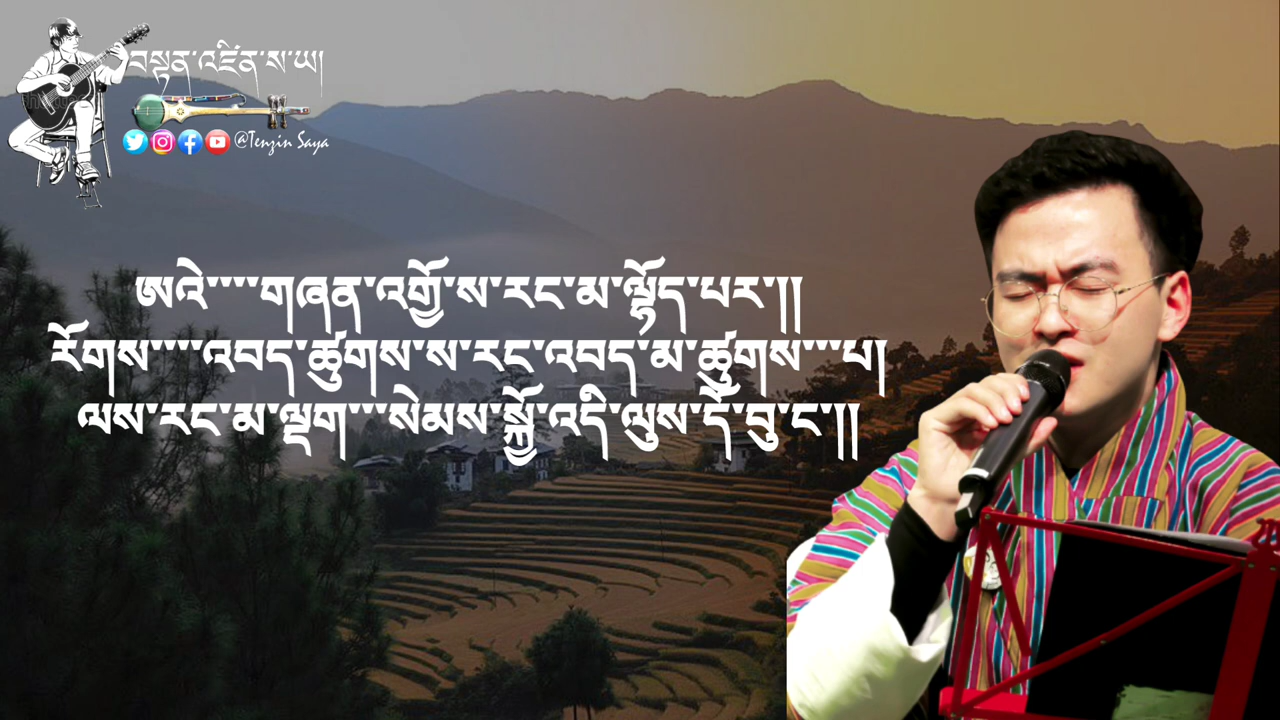 བསྟན་འཛིན་ས་ཡ།
@Tenzin Saya
ཨའེ་་་་གཞན་འགྱོ་ས་རང་མ་ལྷོད་པར་།།
རོགས་་་་འབད་ཚུགས་ས་རང་འབད་མ་ཚུགས་་་པ།
ལས་རང་མ་ལྡག་་་སེམས་སྐྱོ་འདི་ལུས་དོ་བུ་ང་།།